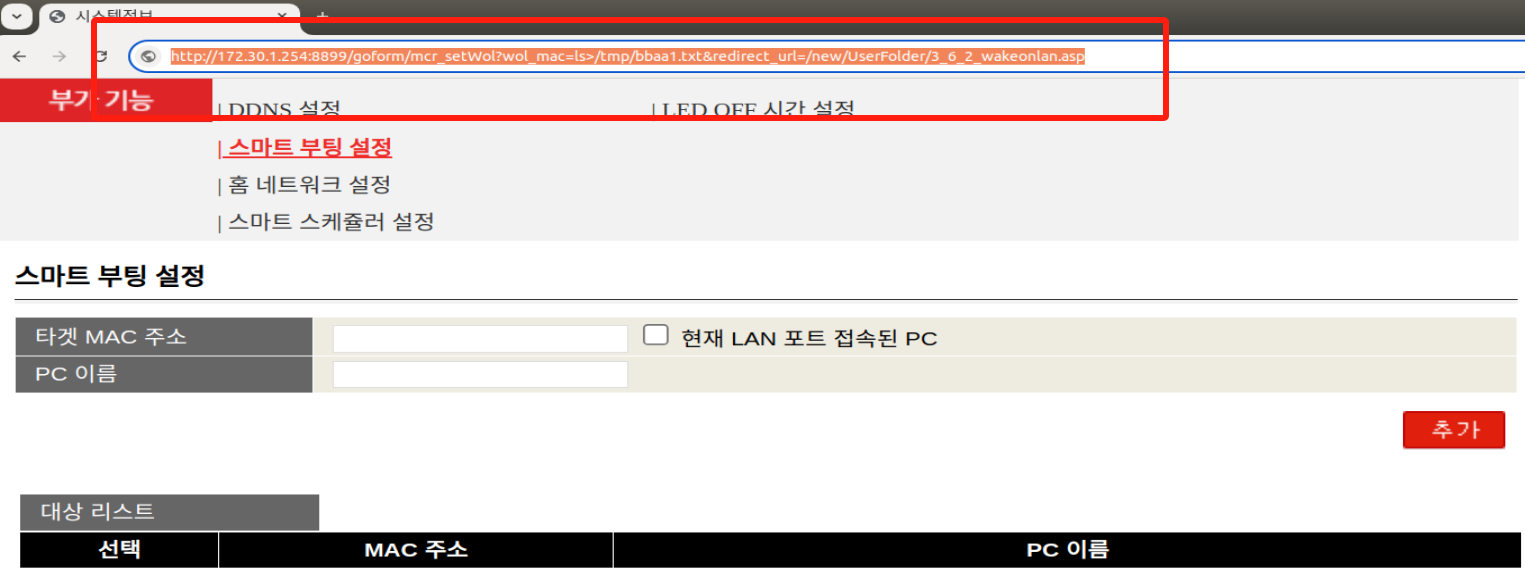 시스템정보
http://172.30.1.254:8899/goform/mcr_setWol?wol_mac=ls>/tmp/bbaa1.txt&redirect_url=/new/UserFolder/3_6_2_wakeonlan.asp
부가 기능
| DDNS 설정 | LED OFF 시간 설정
| 스마트 부팅 설정
| 홈 네트워크 설정
| 스마트 스케쥴러 설정
스마트 부팅 설정
타겟 MAC 주소 현재 LAN 포트 접속된 PC
PC 이름
추가
대상 리스트
선택 MAC 주소 PC 이름